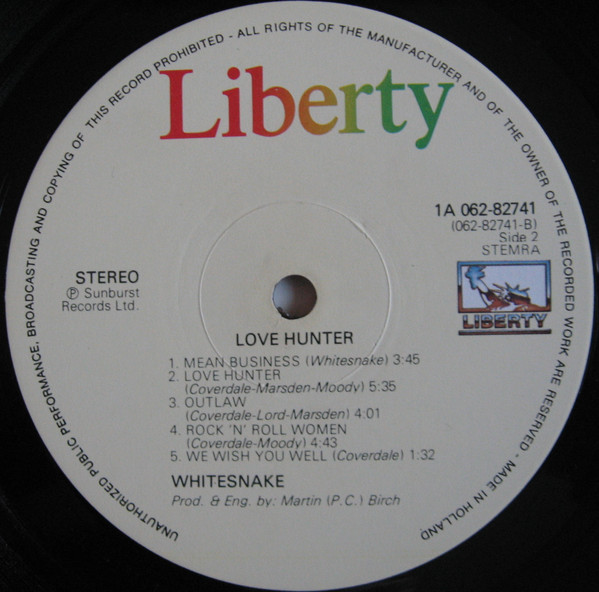 UNAUTHORIZED PUBLIC PERFORMANCE, BROADCASTING AND COPYING OF THIS RECORD PROHIBITED - ALL RIGHTS OF THE MANUFACTURER AND OF THE OWNER OF THE RECORDED WORK ARE RESERVED - MADE IN HOLLAND
Liberty
1A 062-82741
(062-82741-B)
Side 2
STEMRA
LIBERTY
STEREO
Ⓟ Sunburst
Records Ltd.
LOVE HUNTER
1. MEAN BUSINESS (Whitesnake) 3:45
2. LOVE HUNTER
(Coverdale-Marsden-Moody) 5:35
3. OUTLAW
(Coverdale-Lord-Marsden) 4:01
4. ROCK 'N' ROLL WOMEN
(Coverdale-Moody) 4:43
5. WE WISH YOU WELL (Coverdale) 1:32
WHITESNAKE
Prod. & Eng. by: Martin (P.C.) Birch